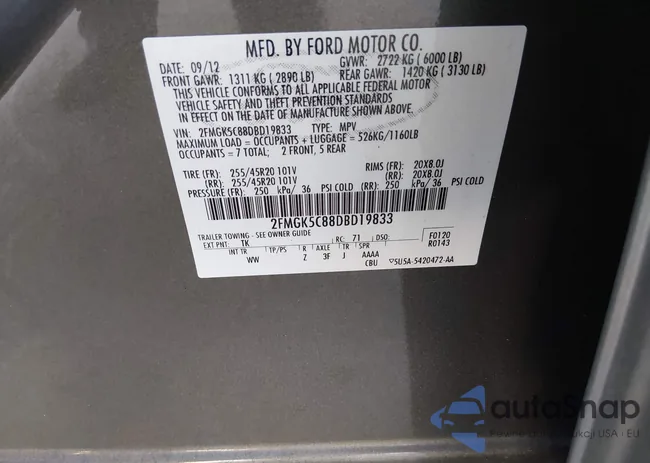 MFD. BY FORD MOTOR CO.
DATE: 09/12 GVWR: 2722 KG ( 6000 LB)
FRONT GAWR: 1311 KG ( 2890 LB) REAR GAWR: 1420 KG ( 3130 LB)
THIS VEHICLE CONFORMS TO ALL APPLICABLE FEDERAL MOTOR
VEHICLE SAFETY AND THEFT PREVENTION STANDARDS
IN EFFECT ON THE DATE OF MANUFACTURE SHOWN ABOVE.
VIN: 2FMGK5C88DBD19833 TYPE: MPV
MAXIMUM LOAD = OCCUPANTS + LUGGAGE = 526KG/1160LB
OCCUPANTS = 7 TOTAL; 2 FRONT, 5 REAR
TIRE (FR): 255/45R20 101V RIMS (FR): 20X8.0J
(RR): 255/45R20 101V (RR): 20X8.0J
PRESSURE (FR): 250 kPa/ 36 PSI COLD (RR): 250 kPa/ 36 PSI COLD
2FMGK5C88DBD19833
TRAILER TOWING - SEE OWNER GUIDE
EXT PNT: TK RC: 71 DSO: F0120
R0143
INT TR TP/PS R AXLE TR SPR
WW Z 3F J AAAA
CBU 5U5A-5420472-AA
autoSnap
USA - EU